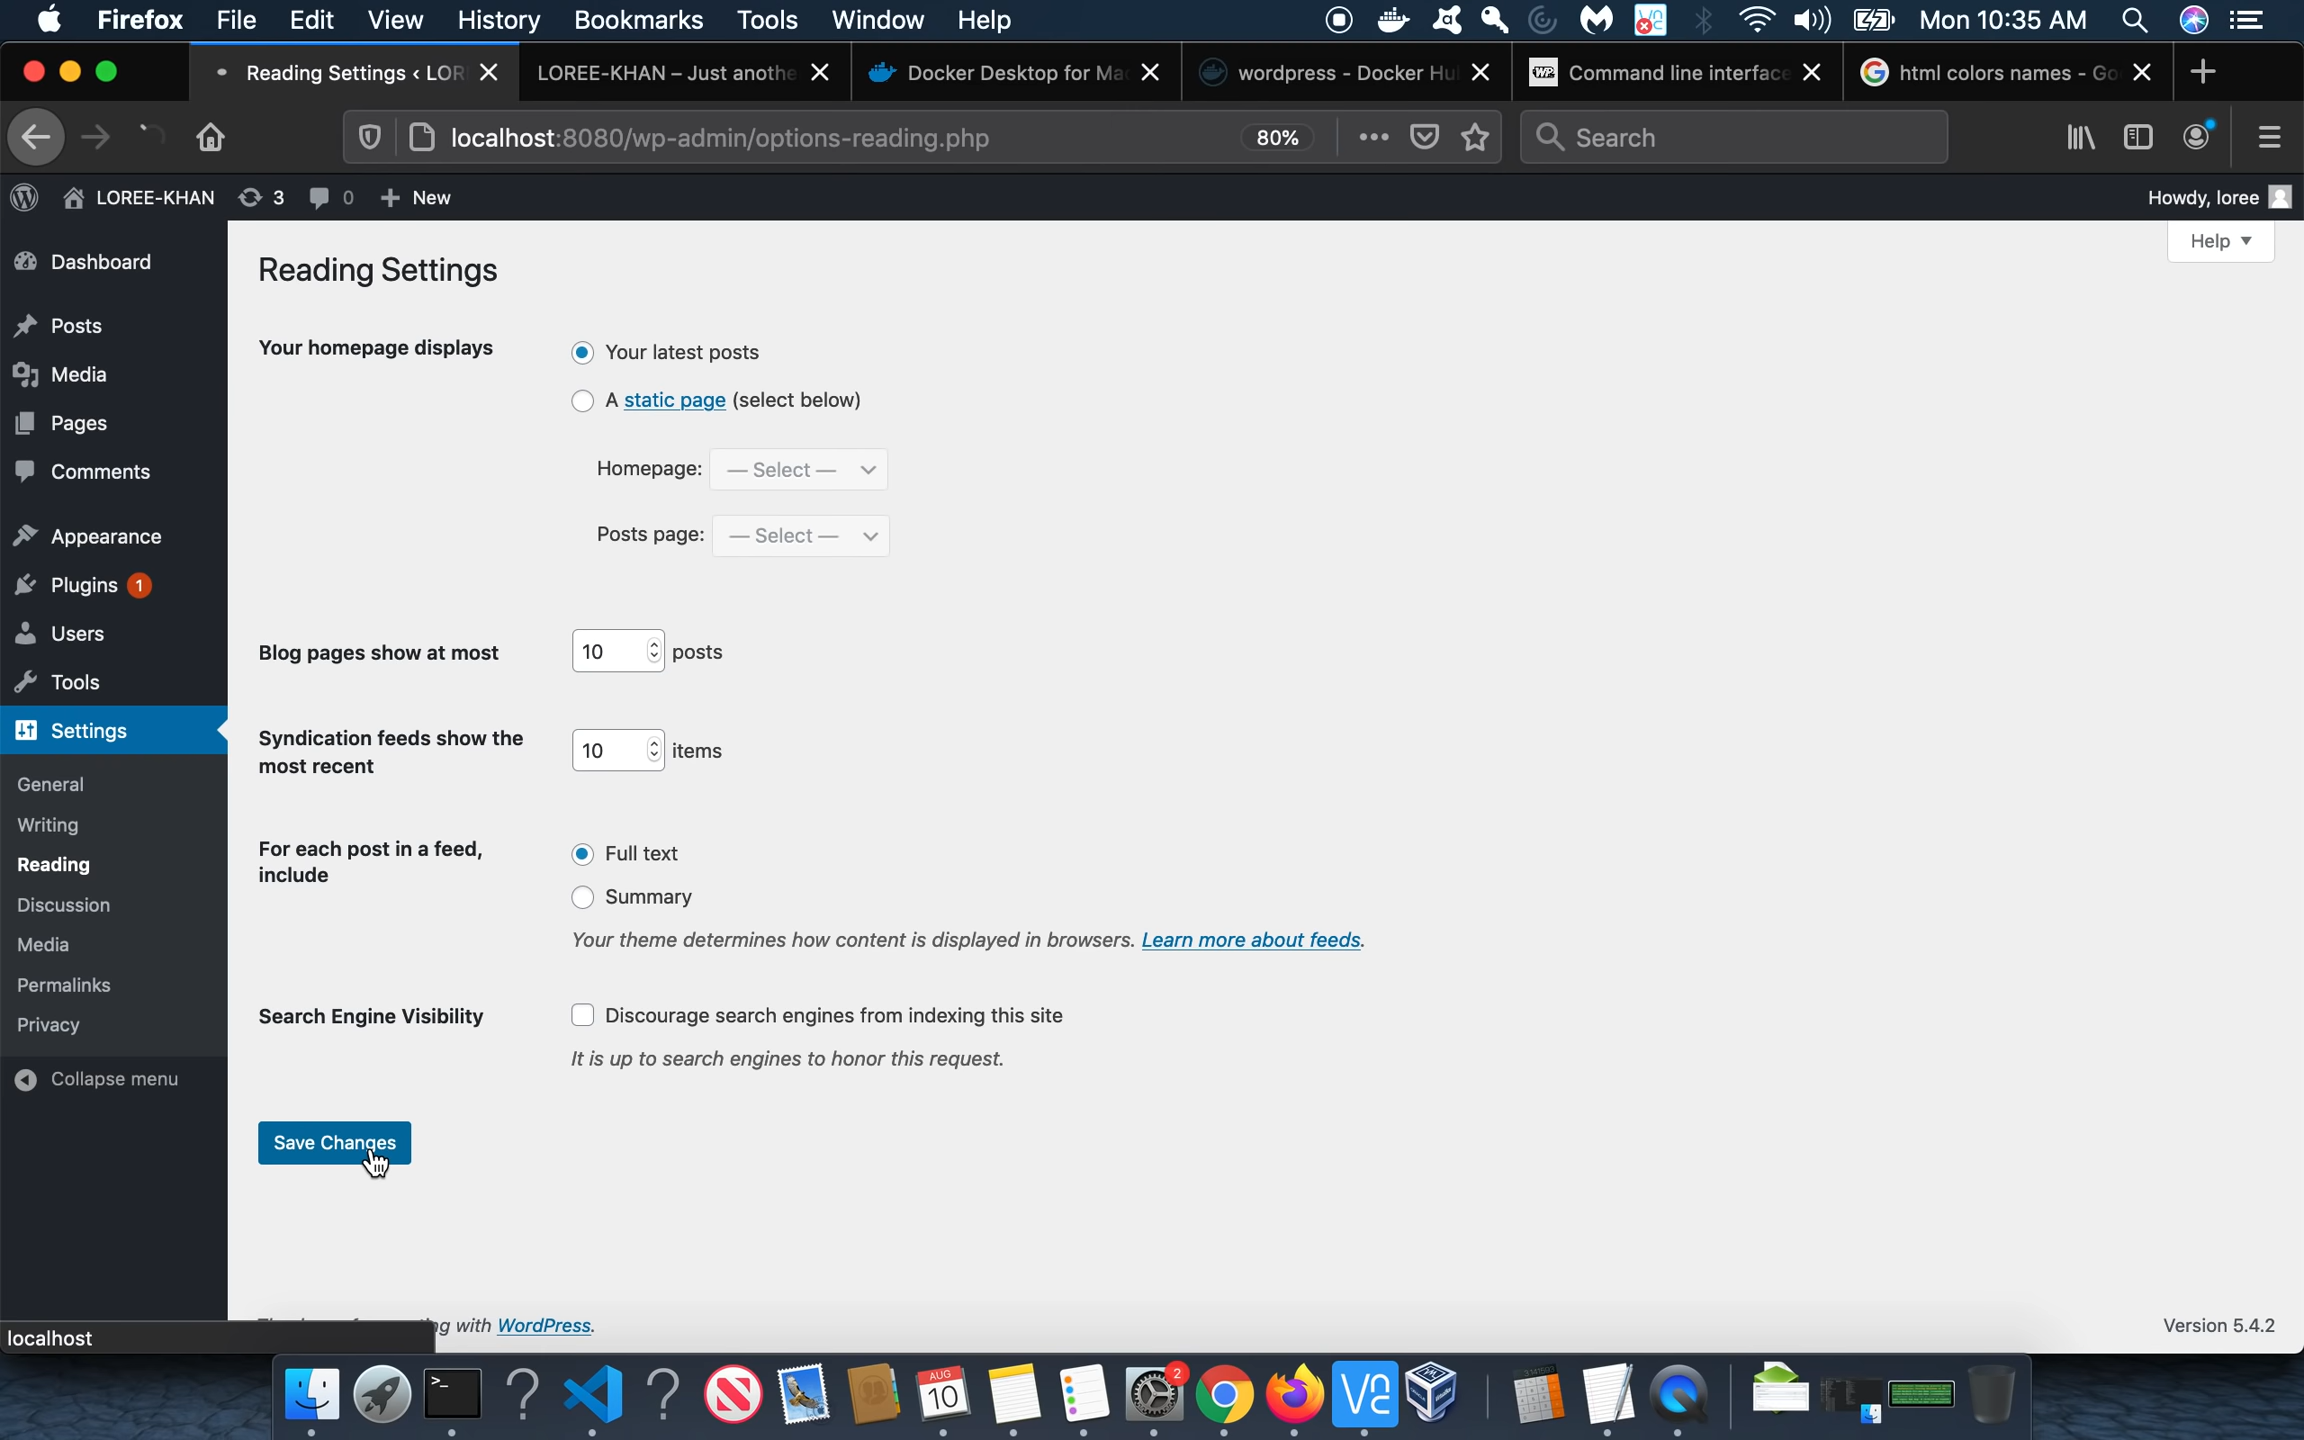 Firefox File Edit View History Bookmarks Tools Window Help Mon 10:35 AM
Reading Settings ‹ LOR LOREE-KHAN – Just anothe Docker Desktop for Ma wordpress - Docker Hu Command line interface html colors names - Go
localhost:8080/wp-admin/options-reading.php 80% Search
LOREE-KHAN 3 0 + New Howdy, loree
Help
Dashboard
Posts
Media
Pages
Comments
Appearance
Plugins 1
Users
Tools
Settings
General
Writing
Reading
Discussion
Media
Permalinks
Privacy
Collapse menu
Reading Settings
Your homepage displays
Your latest posts
A static page (select below)
Homepage: — Select —
Posts page: — Select —
Blog pages show at most 10 posts
Syndication feeds show the
most recent
10 items
For each post in a feed,
include
Full text
Summary
Your theme determines how content is displayed in browsers. Learn more about feeds.
Search Engine Visibility
Discourage search engines from indexing this site
It is up to search engines to honor this request.
Save Changes
with WordPress.
Version 5.4.2
localhost
AUG
10
2